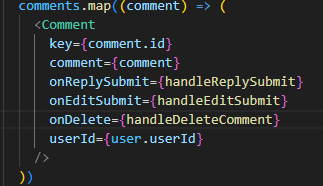 comments.map((comment) => (
<Comment
key={comment.id}
comment={comment}
onReplySubmit={handleReplySubmit}
onEditSubmit={handleEditSubmit}
onDelete={handleDeleteComment}
userId={user.userId}
/>
))